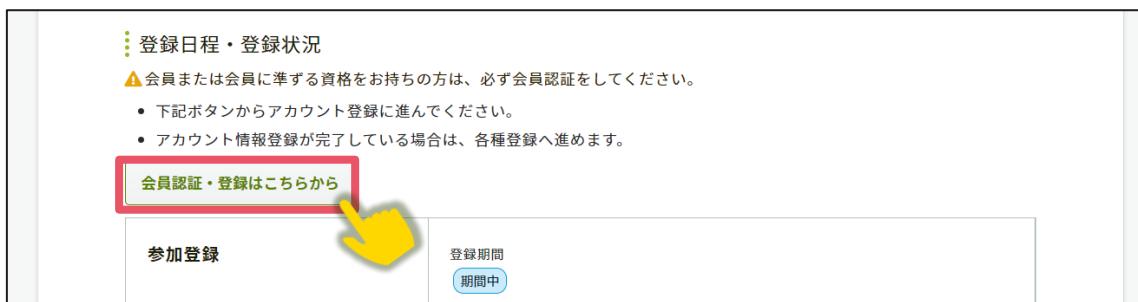 登録日程・登録状況
会員または会員に準ずる資格をお持ちの方は、必ず会員認証をしてください。
• 下記ボタンからアカウント登録に進んでください。
• アカウント情報登録が完了している場合は、各種登録へ進めます。
会員認証・登録はこちらから
参加登録
登録期間
期間中